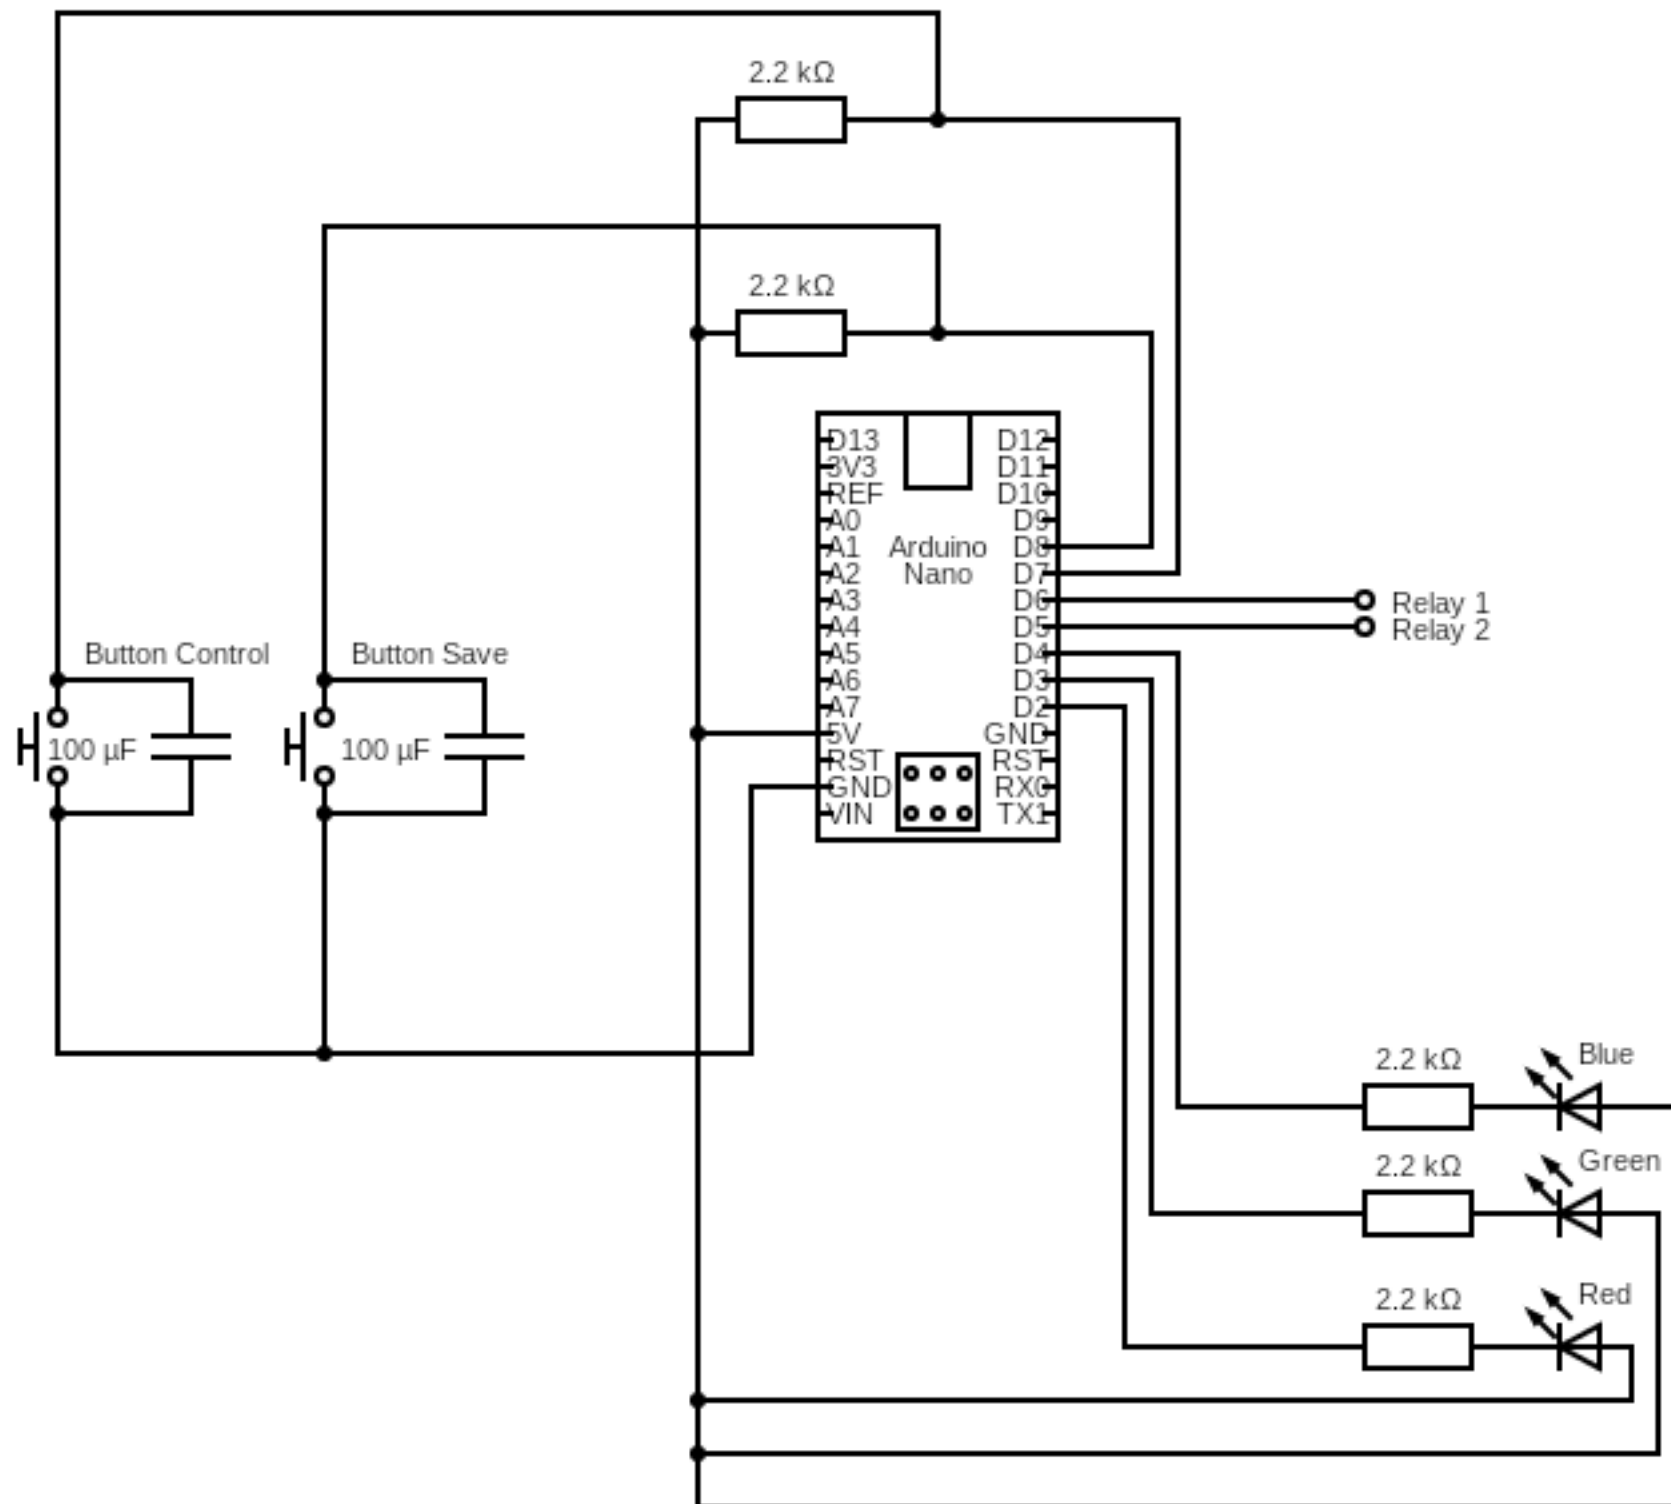 2.2 kΩ
2.2 kΩ
D13
3V3
REF
A0
A1
A2
A3
A4
A5
A6
A7
5V
RST
GND
VIN
Arduino
Nano
D12
D11
D10
D9
D8
D7
D6
D5
D4
D3
D2
GND
RST
RX0
TX1
Relay 1
Relay 2
Button Control
Button Save
100 µF
100 µF
2.2 kΩ
Blue
2.2 kΩ
Green
2.2 kΩ
Red